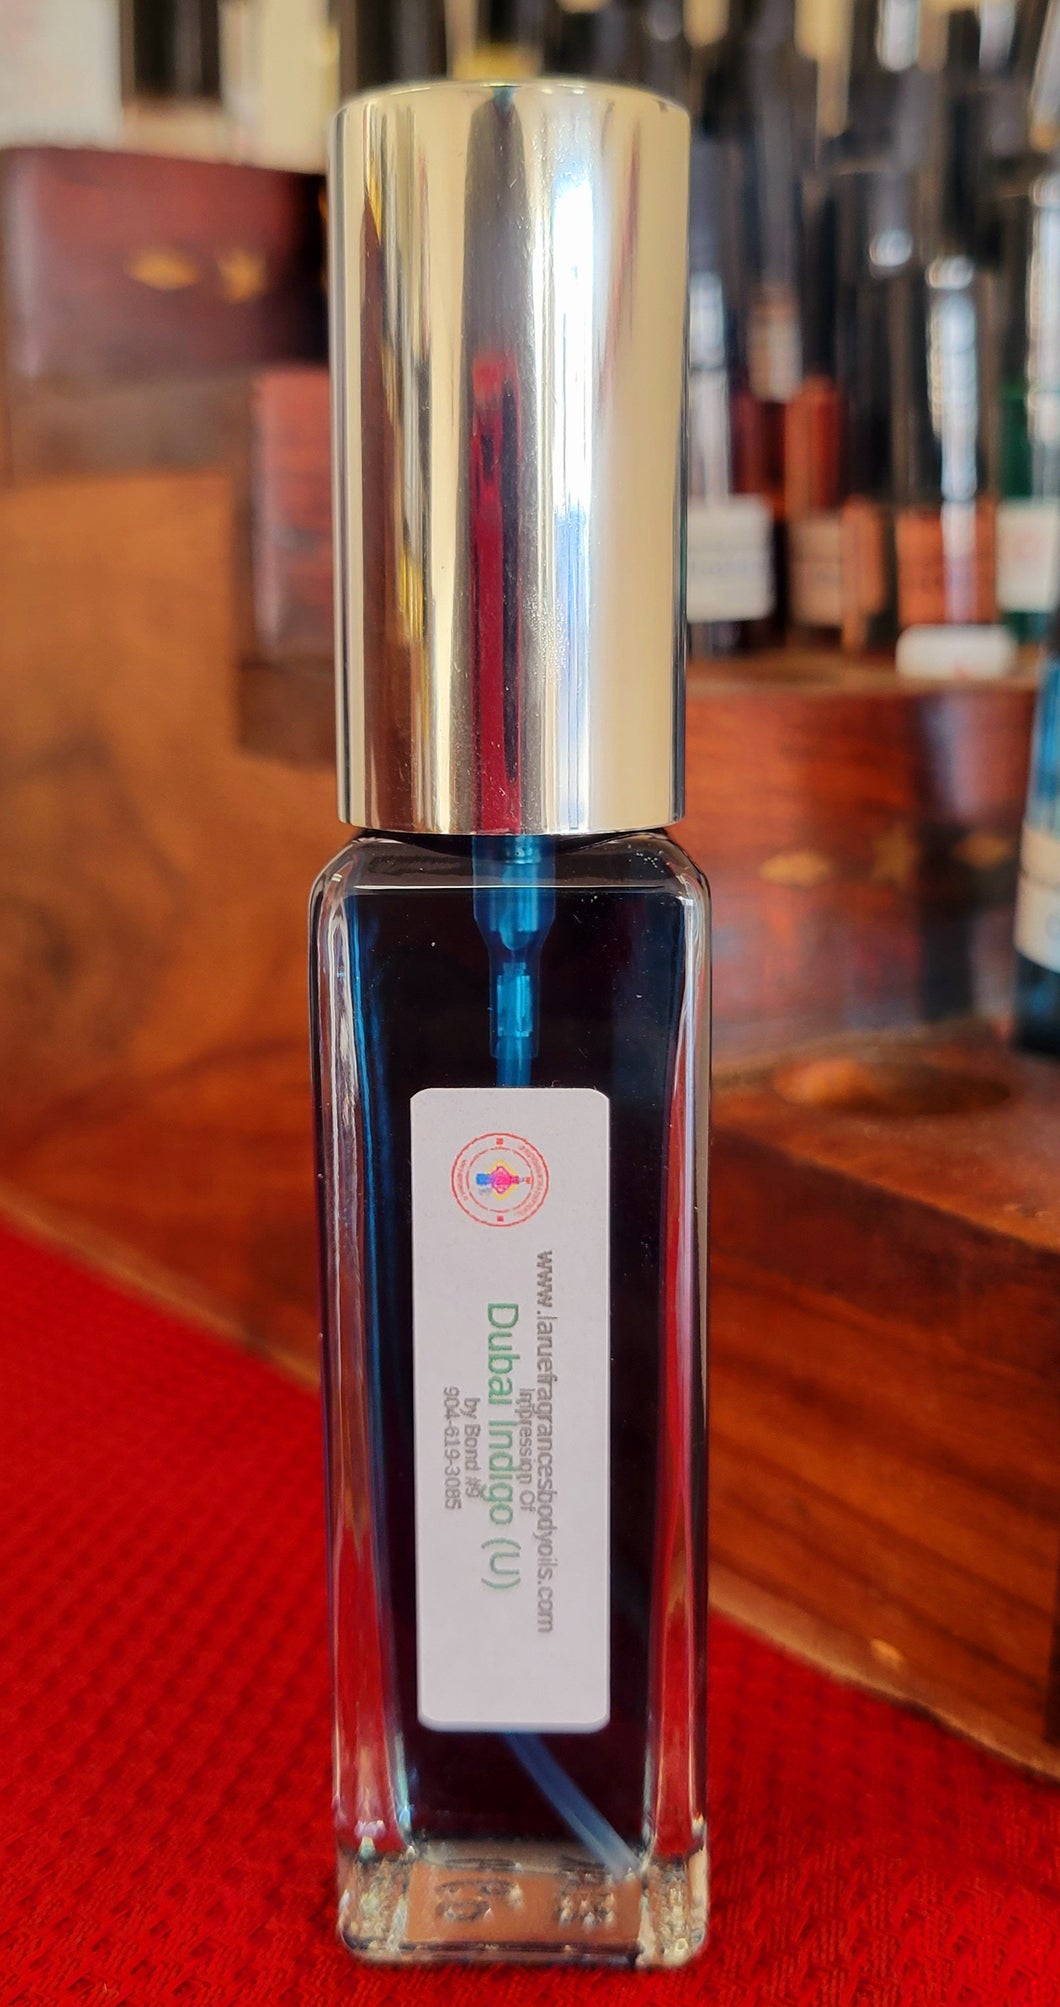 www.laruefragrancesbodyoils.com
Impression Of
Dubai Indigo (U)
by Bond #9
904-619-3085